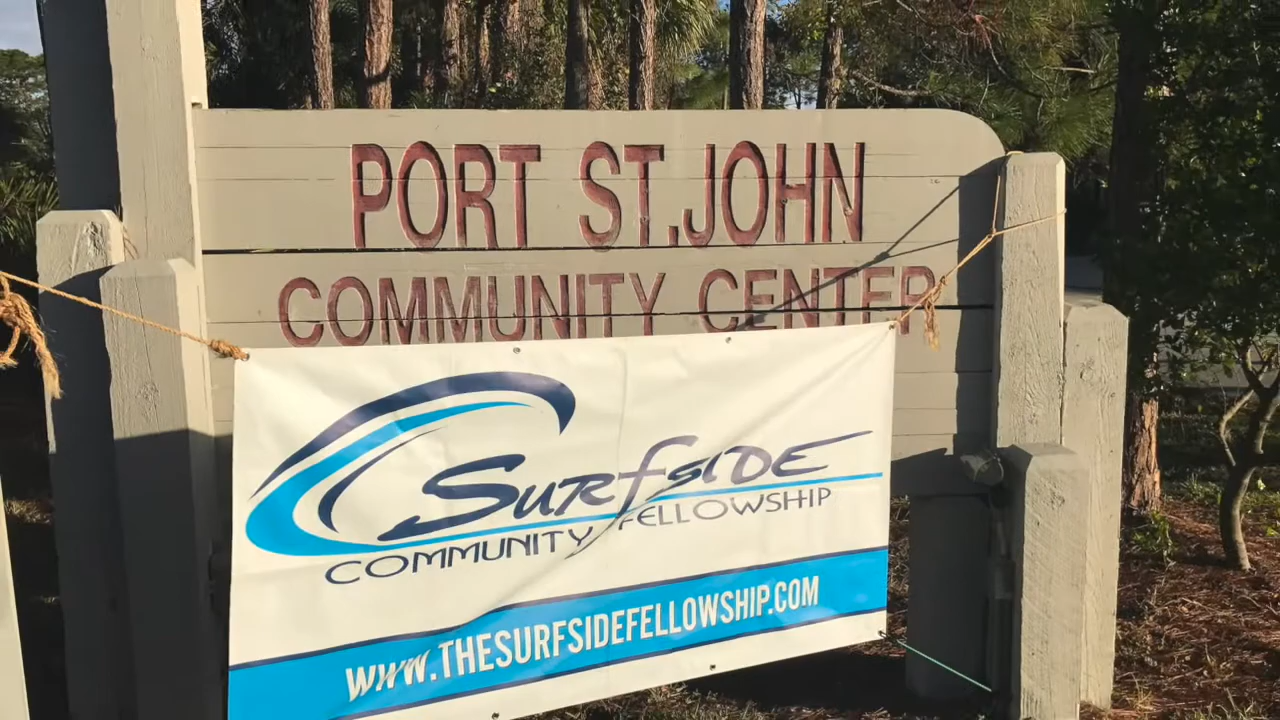 PORT ST.JOHN
COMMUNITY CENTER
SURFSIDE
COMMUNITY FELLOWSHIP
WWW.THESURFSIDEFELLOWSHIP.COM